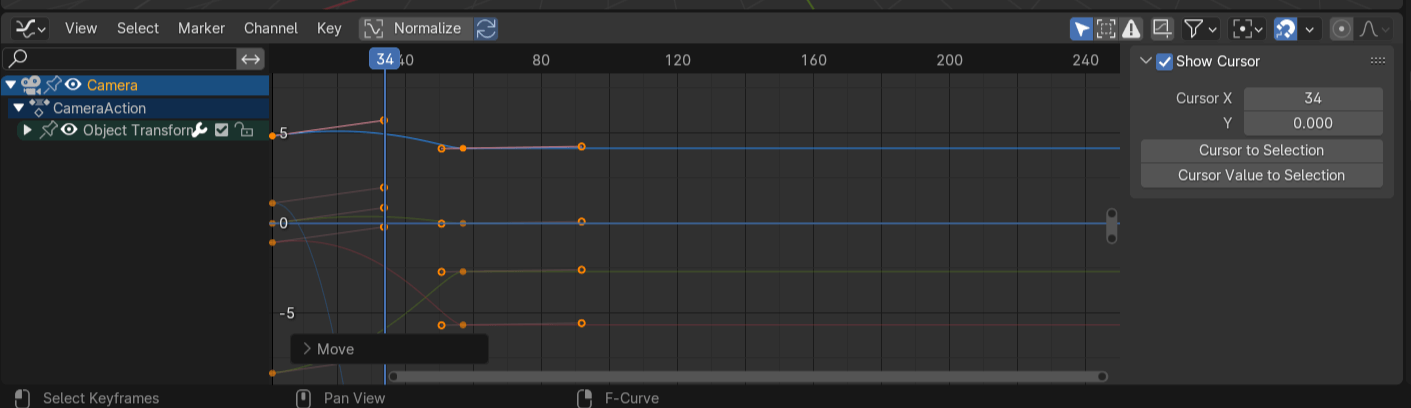 View Select Marker Channel Key Normalize
34 40 80 120 160 200 240
Show Cursor
Camera
Cursor X 34
CameraAction
Y 0.000
Object Transform
5
Cursor to Selection
Cursor Value to Selection
0
-5
Move
Select Keyframes Pan View F-Curve